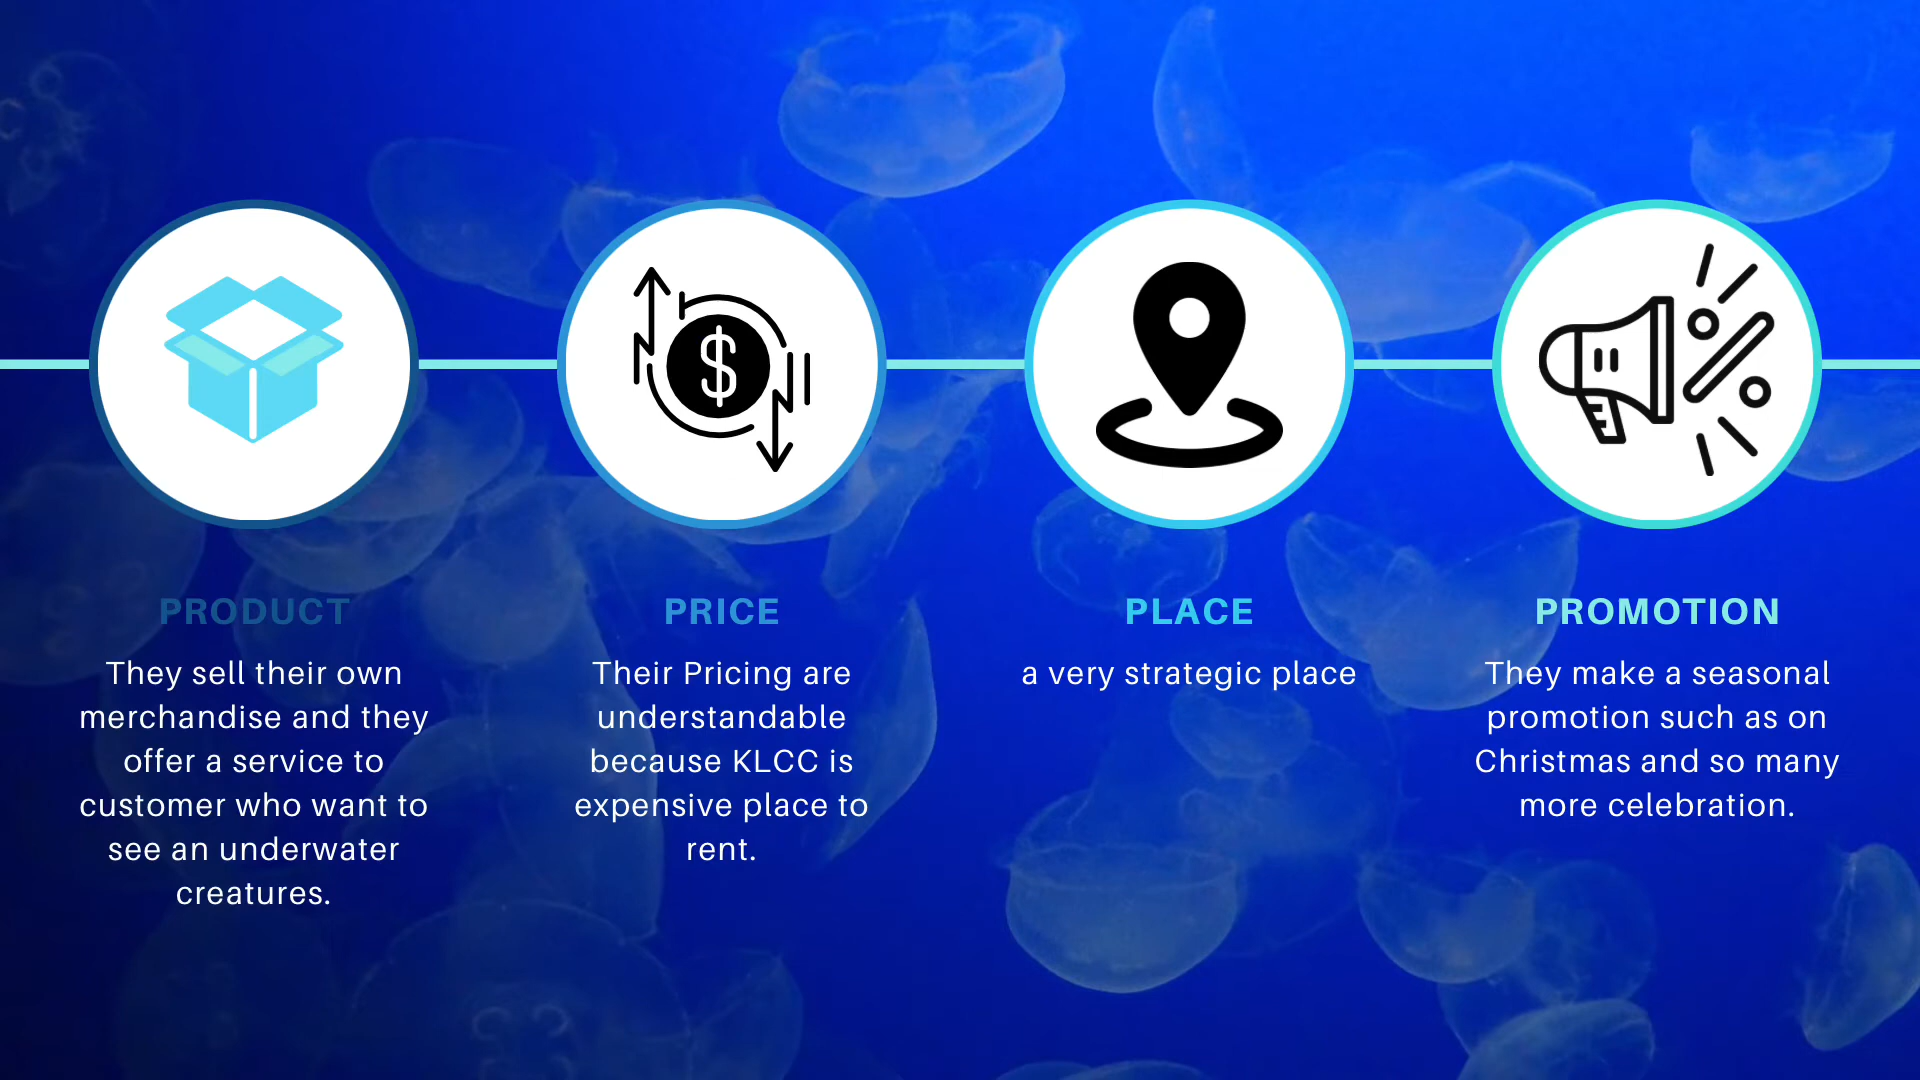 PRODUCT
They sell their own
merchandise and they
offer a service to
customer who want to
see an underwater
creatures.
PRICE
Their Pricing are
understandable
because KLCC is
expensive place to
rent.
PLACE
a very strategic place
PROMOTION
They make a seasonal
promotion such as on
Christmas and so many
more celebration.